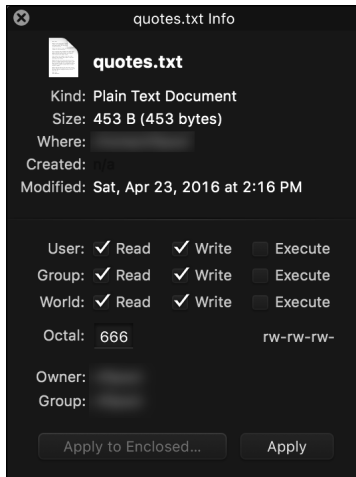 quotes.txt Info
quotes.txt
Kind: Plain Text Document
Size: 453 B (453 bytes)
Where:
Created: n/a
Modified: Sat, Apr 23, 2016 at 2:16 PM
User: Read Write Execute
Group: Read Write Execute
World: Read Write Execute
Octal: 666 rw-rw-rw-
Owner:
Group:
Apply to Enclosed... Apply